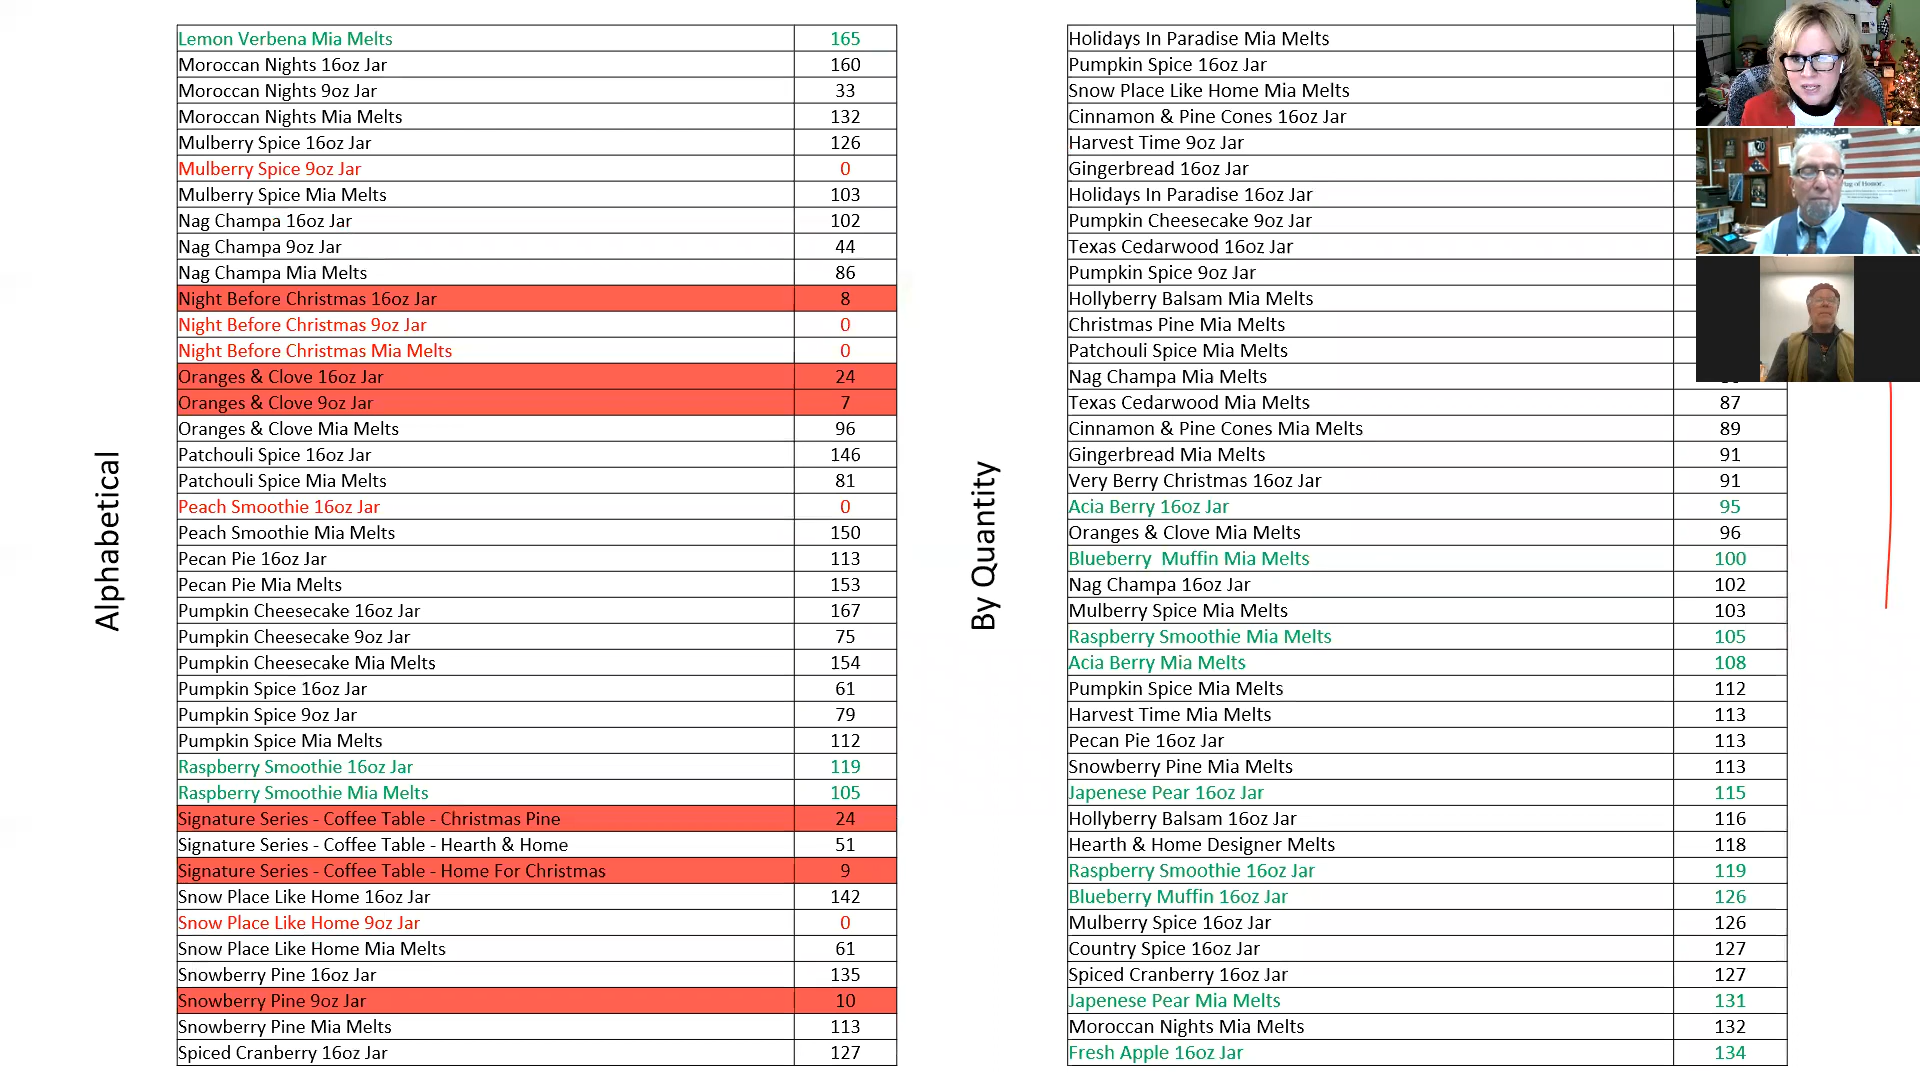 Lemon Verbena Mia Melts 165
Moroccan Nights 16oz Jar 160
Moroccan Nights 9oz Jar 33
Moroccan Nights Mia Melts 132
Mulberry Spice 16oz Jar 126
Mulberry Spice 9oz Jar 0
Mulberry Spice Mia Melts 103
Nag Champa 16oz Jar 102
Nag Champa 9oz Jar 44
Nag Champa Mia Melts 86
Night Before Christmas 16oz Jar 8
Night Before Christmas 9oz Jar 0
Night Before Christmas Mia Melts 0
Oranges & Clove 16oz Jar 24
Oranges & Clove 9oz Jar 7
Oranges & Clove Mia Melts 96
Patchouli Spice 16oz Jar 146
Patchouli Spice Mia Melts 81
Peach Smoothie 16oz Jar 0
Peach Smoothie Mia Melts 150
Pecan Pie 16oz Jar 113
Pecan Pie Mia Melts 153
Pumpkin Cheesecake 16oz Jar 167
Pumpkin Cheesecake 9oz Jar 75
Pumpkin Cheesecake Mia Melts 154
Pumpkin Spice 16oz Jar 61
Pumpkin Spice 9oz Jar 79
Pumpkin Spice Mia Melts 112
Raspberry Smoothie 16oz Jar 119
Raspberry Smoothie Mia Melts 105
Signature Series - Coffee Table - Christmas Pine 24
Signature Series - Coffee Table - Hearth & Home 51
Signature Series - Coffee Table - Home For Christmas 9
Snow Place Like Home 16oz Jar 142
Snow Place Like Home 9oz Jar 0
Snow Place Like Home Mia Melts 61
Snowberry Pine 16oz Jar 135
Snowberry Pine 9oz Jar 10
Snowberry Pine Mia Melts 113
Spiced Cranberry 16oz Jar 127
Alphabetical
By Quantity
Holidays In Paradise Mia Melts
Pumpkin Spice 16oz Jar
Snow Place Like Home Mia Melts
Cinnamon & Pine Cones 16oz Jar
Harvest Time 9oz Jar
Gingerbread 16oz Jar
Holidays In Paradise 16oz Jar
Pumpkin Cheesecake 9oz Jar
Texas Cedarwood 16oz Jar
Pumpkin Spice 9oz Jar
Hollyberry Balsam Mia Melts
Christmas Pine Mia Melts
Patchouli Spice Mia Melts
Nag Champa Mia Melts
Texas Cedarwood Mia Melts 87
Cinnamon & Pine Cones Mia Melts 89
Gingerbread Mia Melts 91
Very Berry Christmas 16oz Jar 91
Acia Berry 16oz Jar 95
Oranges & Clove Mia Melts 96
Blueberry  Muffin Mia Melts 100
Nag Champa 16oz Jar 102
Mulberry Spice Mia Melts 103
Raspberry Smoothie Mia Melts 105
Acia Berry Mia Melts 108
Pumpkin Spice Mia Melts 112
Harvest Time Mia Melts 113
Pecan Pie 16oz Jar 113
Snowberry Pine Mia Melts 113
Japenese Pear 16oz Jar 115
Hollyberry Balsam 16oz Jar 116
Hearth & Home Designer Melts 118
Raspberry Smoothie 16oz Jar 119
Blueberry Muffin 16oz Jar 126
Mulberry Spice 16oz Jar 126
Country Spice 16oz Jar 127
Spiced Cranberry 16oz Jar 127
Japenese Pear Mia Melts 131
Moroccan Nights Mia Melts 132
Fresh Apple 16oz Jar 134